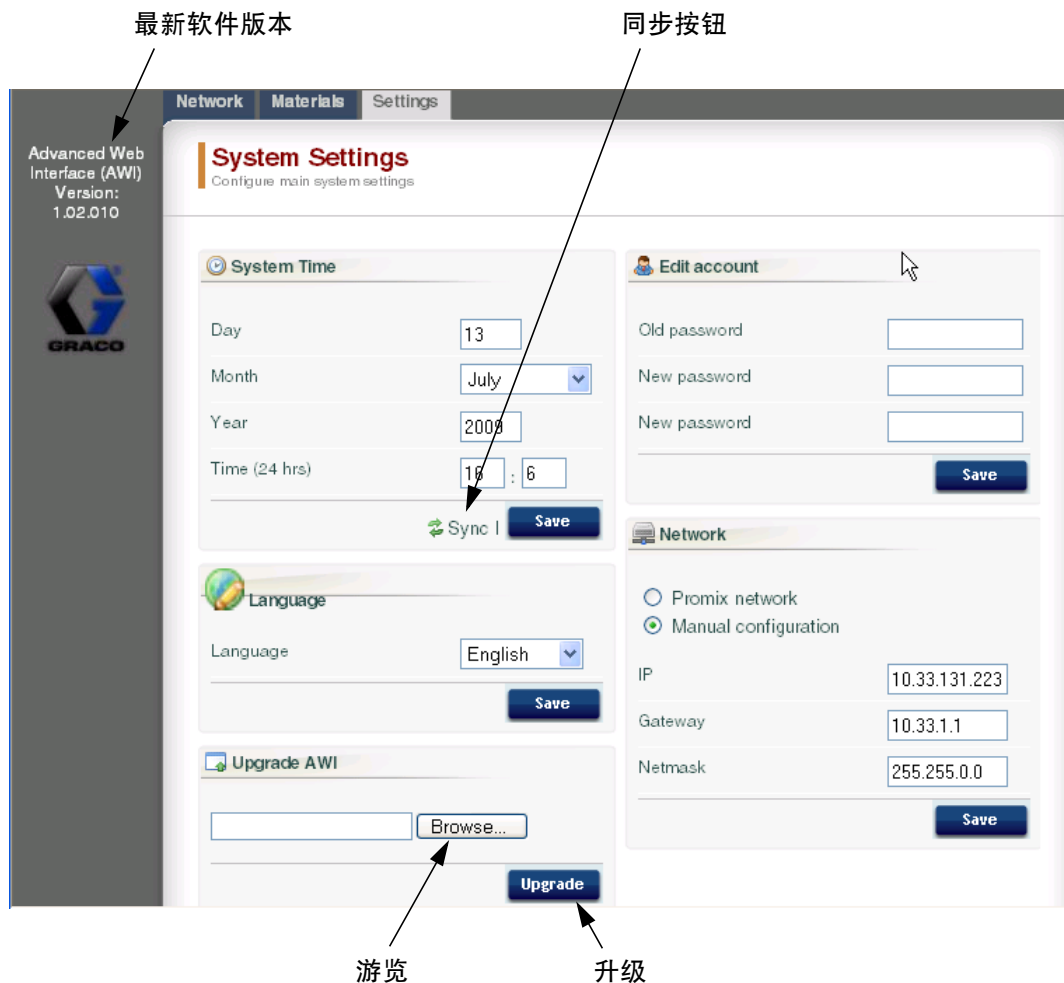 最新软件版本
同步按钮
Network Materials Settings
Advanced Web
Interface (AWI)
Version:
1.02.010
GRACO
System Settings
Configure main system settings
System Time
Day 13
Month July
Year 2009
Time (24 hrs) 16 : 6
Sync | Save
Language
Language English
Save
Upgrade AWI
Browse...
Upgrade
Edit account
Old password
New password
New password
Save
Network
Promix network
Manual configuration
IP 10.33.131.223
Gateway 10.33.1.1
Netmask 255.255.0.0
Save
游览
升级